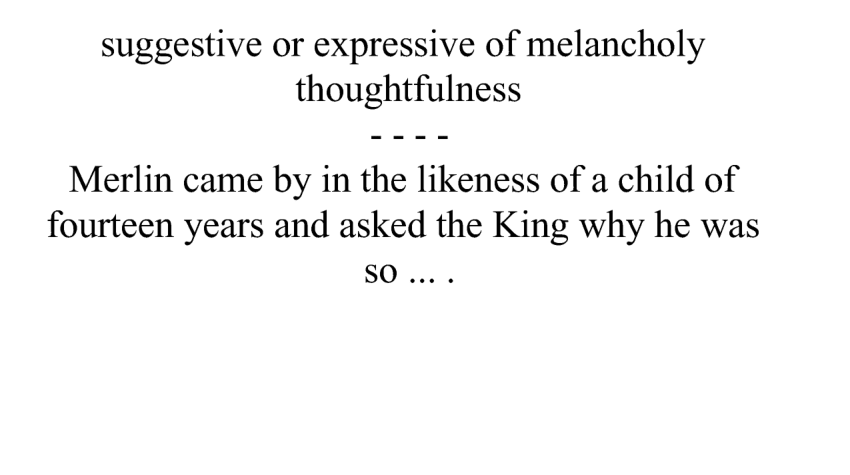 suggestive or expressive of melancholy
thoughtfulness
- - - -
Merlin came by in the likeness of a child of
fourteen years and asked the King why he was
so ... .